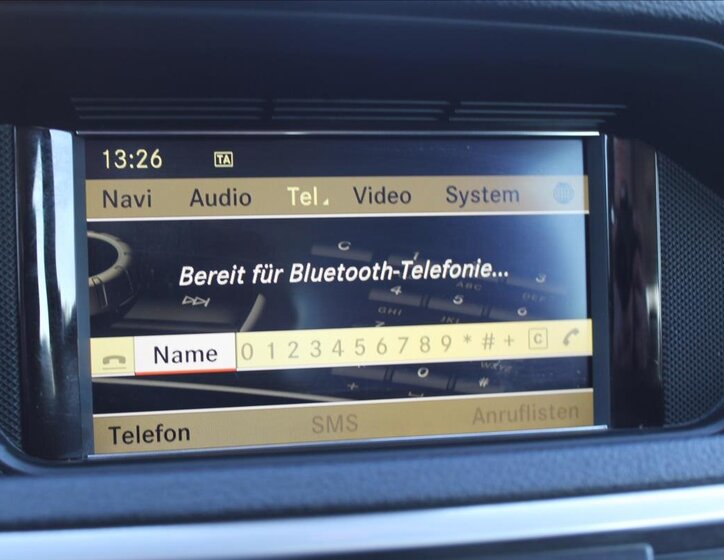 13:26 TA
Navi Audio Tel Video System
Bereit für Bluetooth-Telefonie...
Name 0 1 2 3 4 5 6 7 8 9 * # + C
Telefon SMS Anruflisten